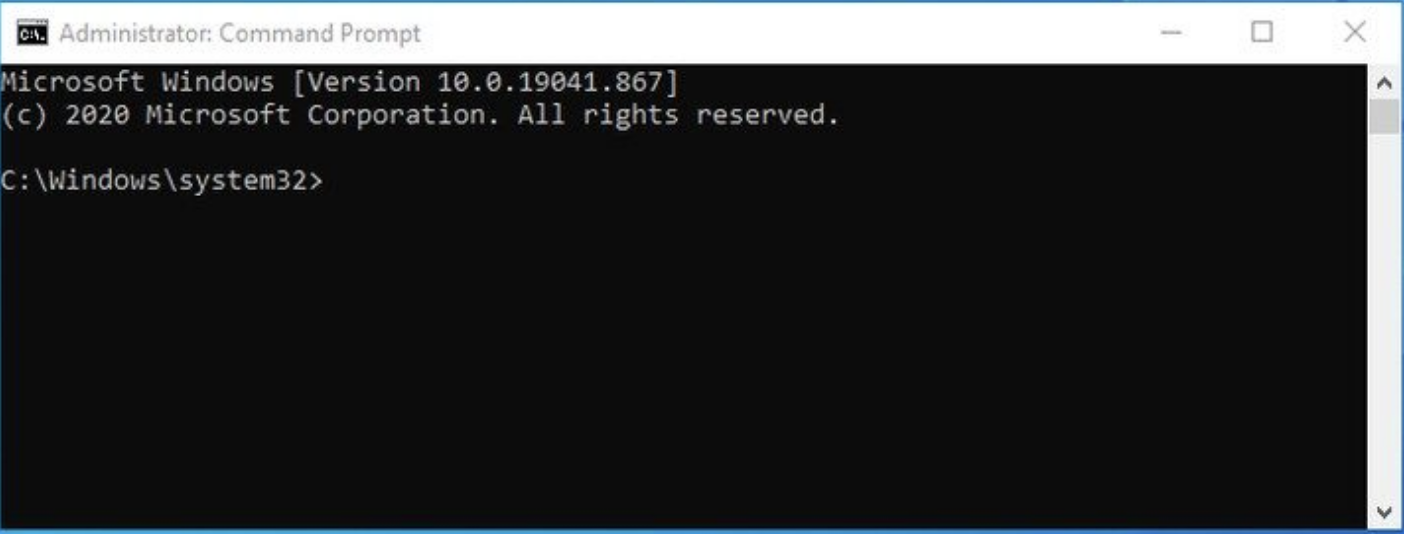 Administrator: Command Prompt
Microsoft Windows [Version 10.0.19041.867]
(c) 2020 Microsoft Corporation. All rights reserved.
C:\Windows\system32>